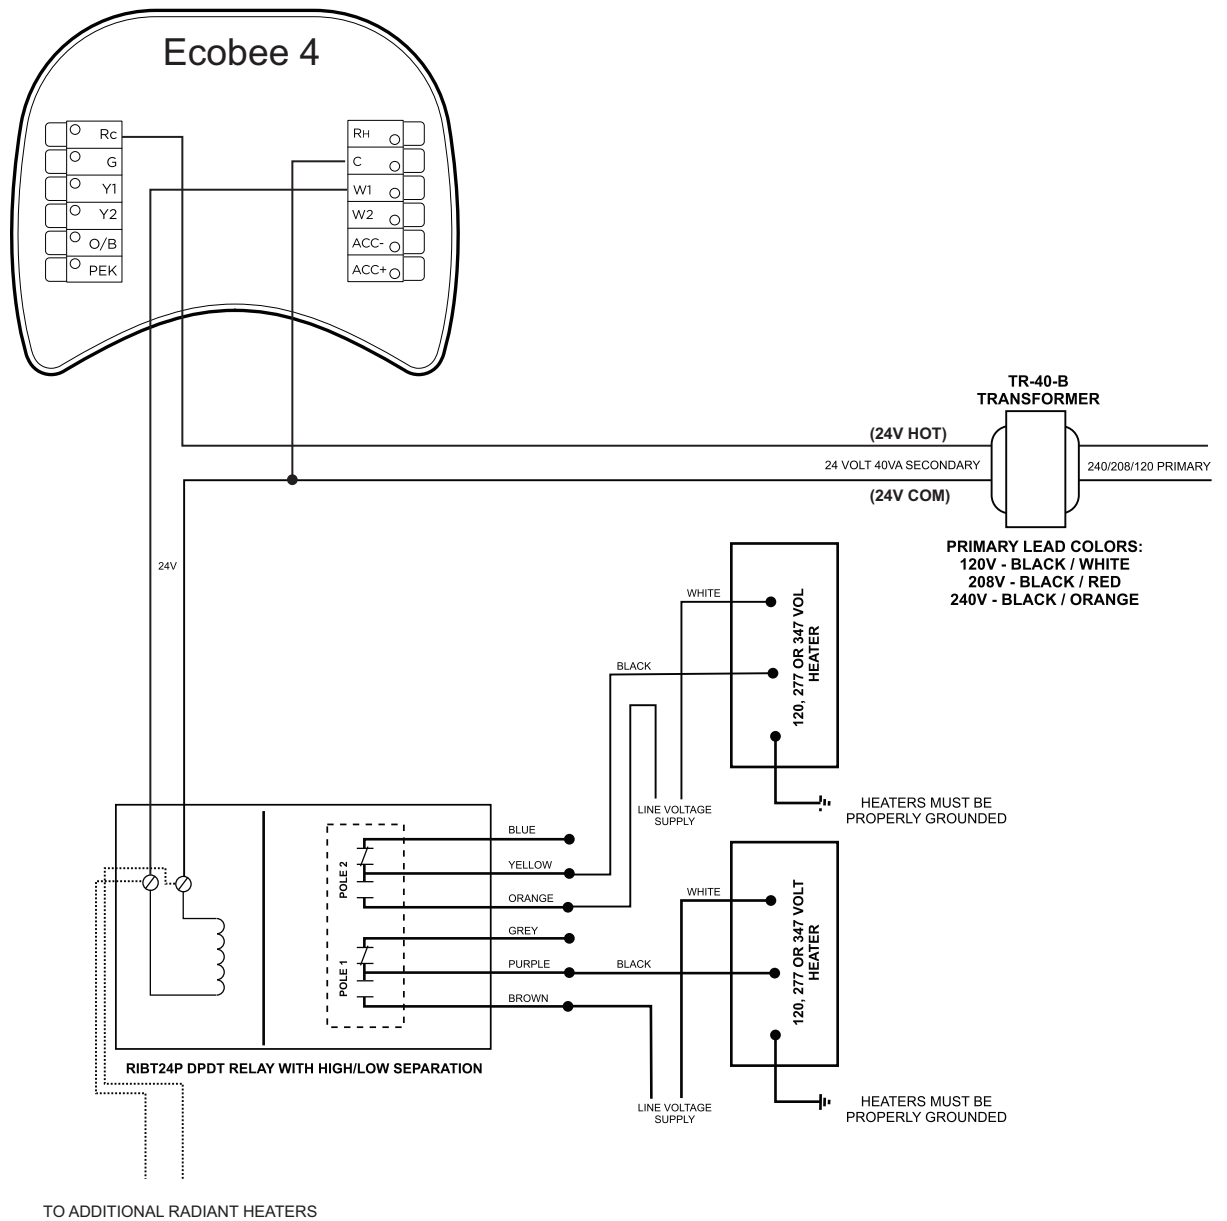 Ecobee 4
Rc
G
Y1
Y2
O/B
PEK
RH
C
W1
W2
ACC-
ACC+
TR-40-B
TRANSFORMER
(24V HOT)
24 VOLT 40VA SECONDARY
240/208/120 PRIMARY
(24V COM)
PRIMARY LEAD COLORS:
120V - BLACK / WHITE
208V - BLACK / RED
240V - BLACK / ORANGE
24V
WHITE
BLACK
120, 277 OR 347 VOL
HEATER
LINE VOLTAGE
SUPPLY
HEATERS MUST BE
PROPERLY GROUNDED
POLE 2
BLUE
YELLOW
ORANGE
POLE 1
GREY
PURPLE
BROWN
WHITE
BLACK
120, 277 OR 347 VOLT
HEATER
RIBT24P DPDT RELAY WITH HIGH/LOW SEPARATION
LINE VOLTAGE
SUPPLY
HEATERS MUST BE
PROPERLY GROUNDED
TO ADDITIONAL RADIANT HEATERS